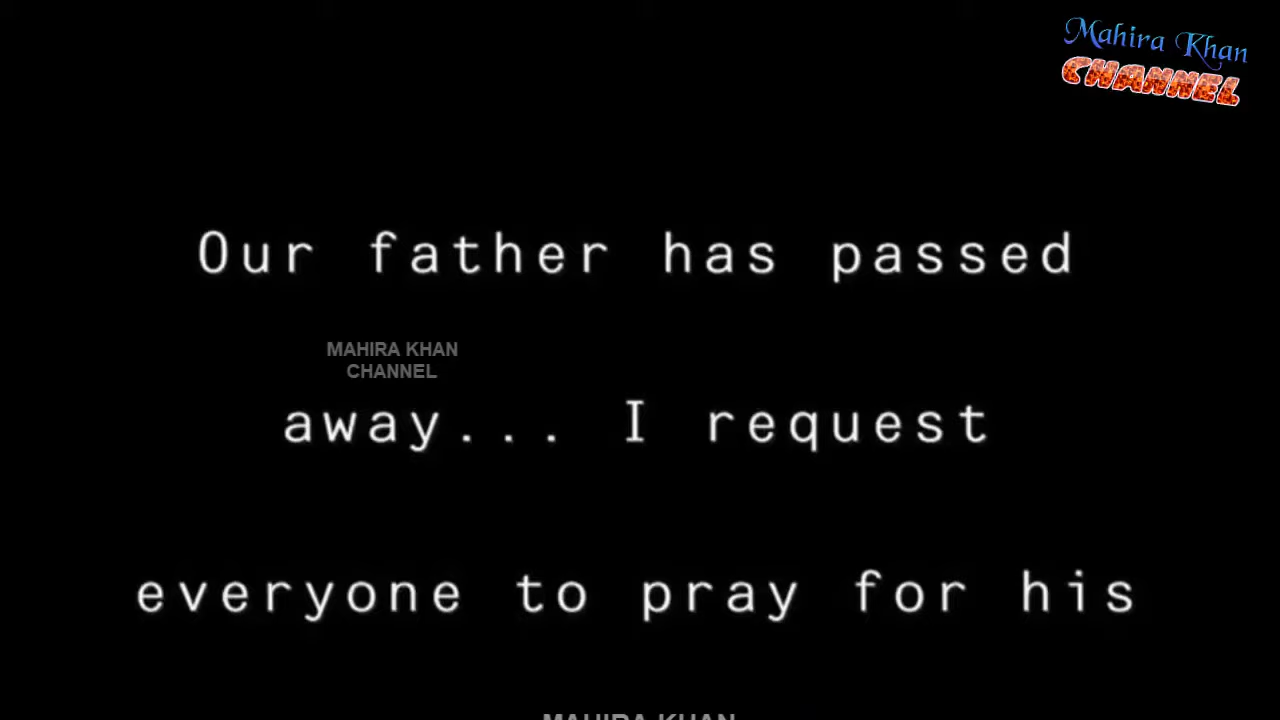 Mahira Khan
CHANNEL
Our father has passed
MAHIRA KHAN
CHANNEL
away... I request
everyone to pray for his
MAHIRA KHAN